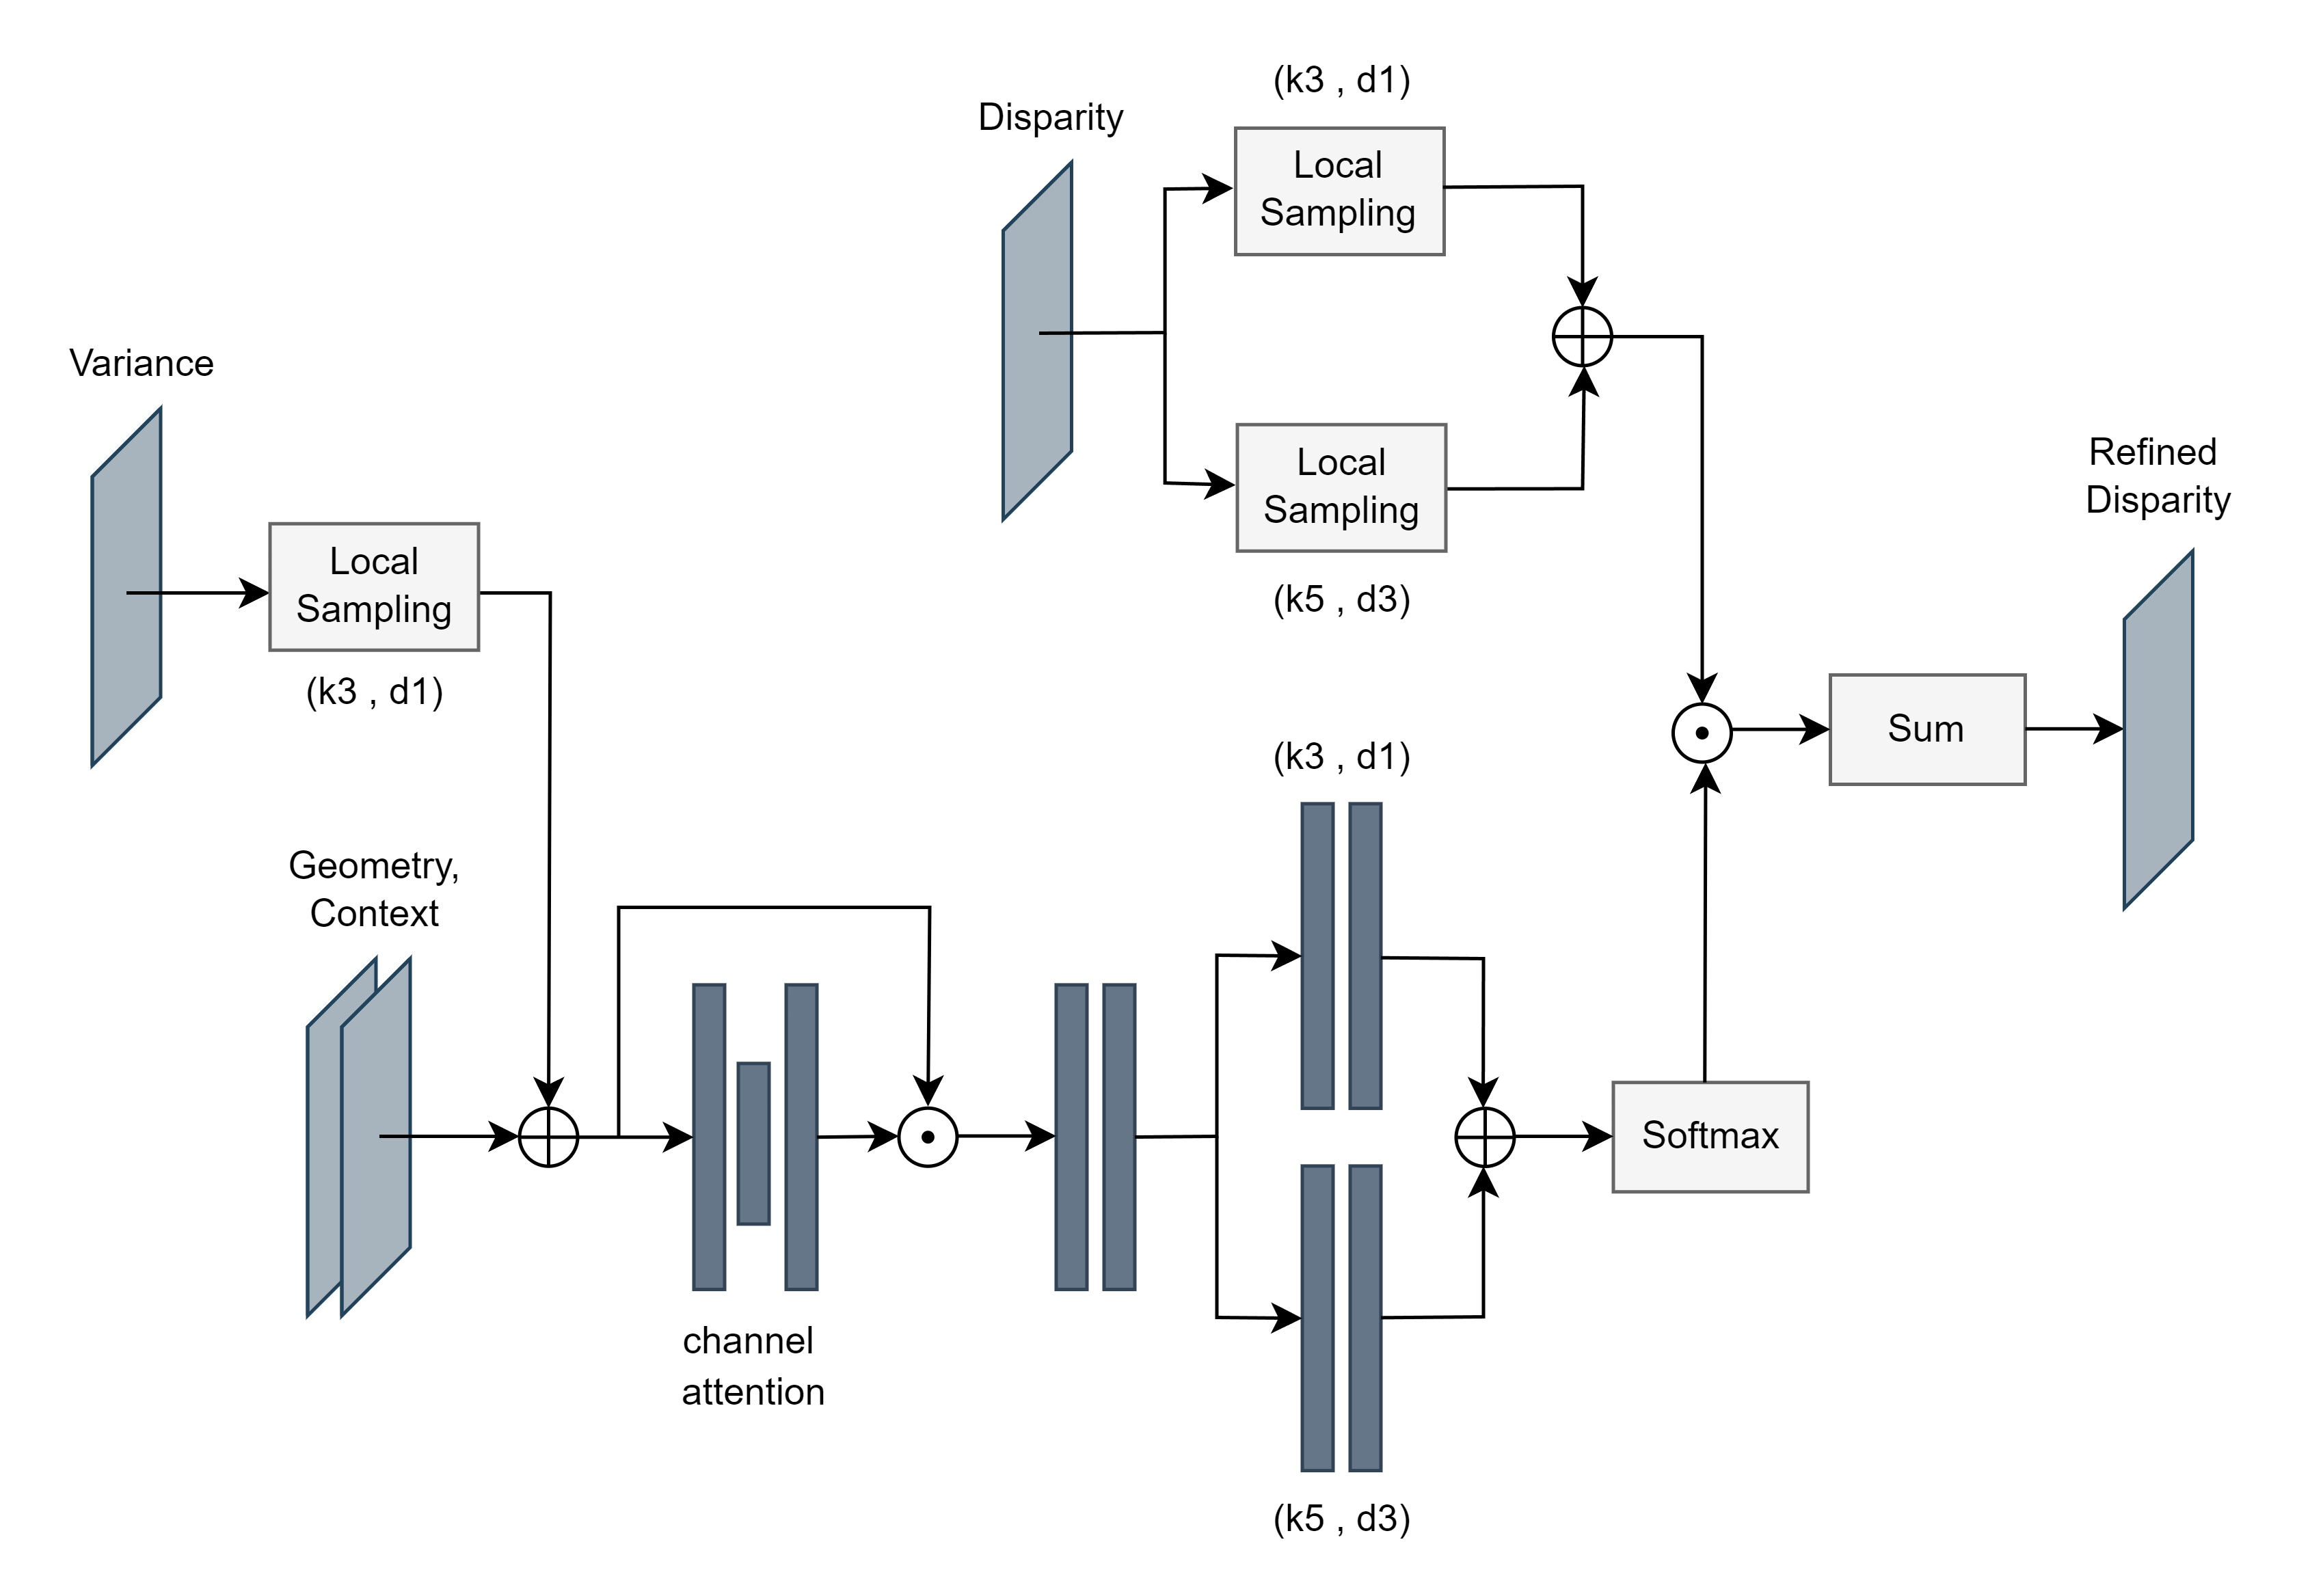 (k3 , d1)
Disparity
Local
Sampling
Variance
Local
Sampling
(k5 , d3)
Refined
Disparity
Local
Sampling
(k3 , d1)
(k3 , d1)
Sum
Geometry,
Context
Softmax
channel
attention
(k5 , d3)